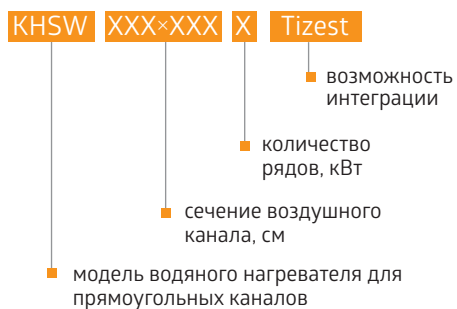 KHSW XXX×XXX X Tizest
возможность
интеграции
количество
рядов, кВт
сечение воздушного
канала, см
модель водяного нагревателя для
прямоугольных каналов